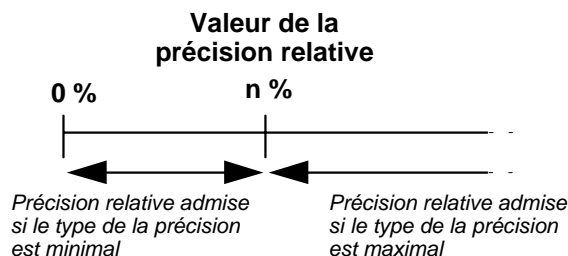 Valeur de la
précision relative
0 %
n %
Précision relative admise
si le type de la précision
est minimal
Précision relative admise
si le type de la précision
est maximal